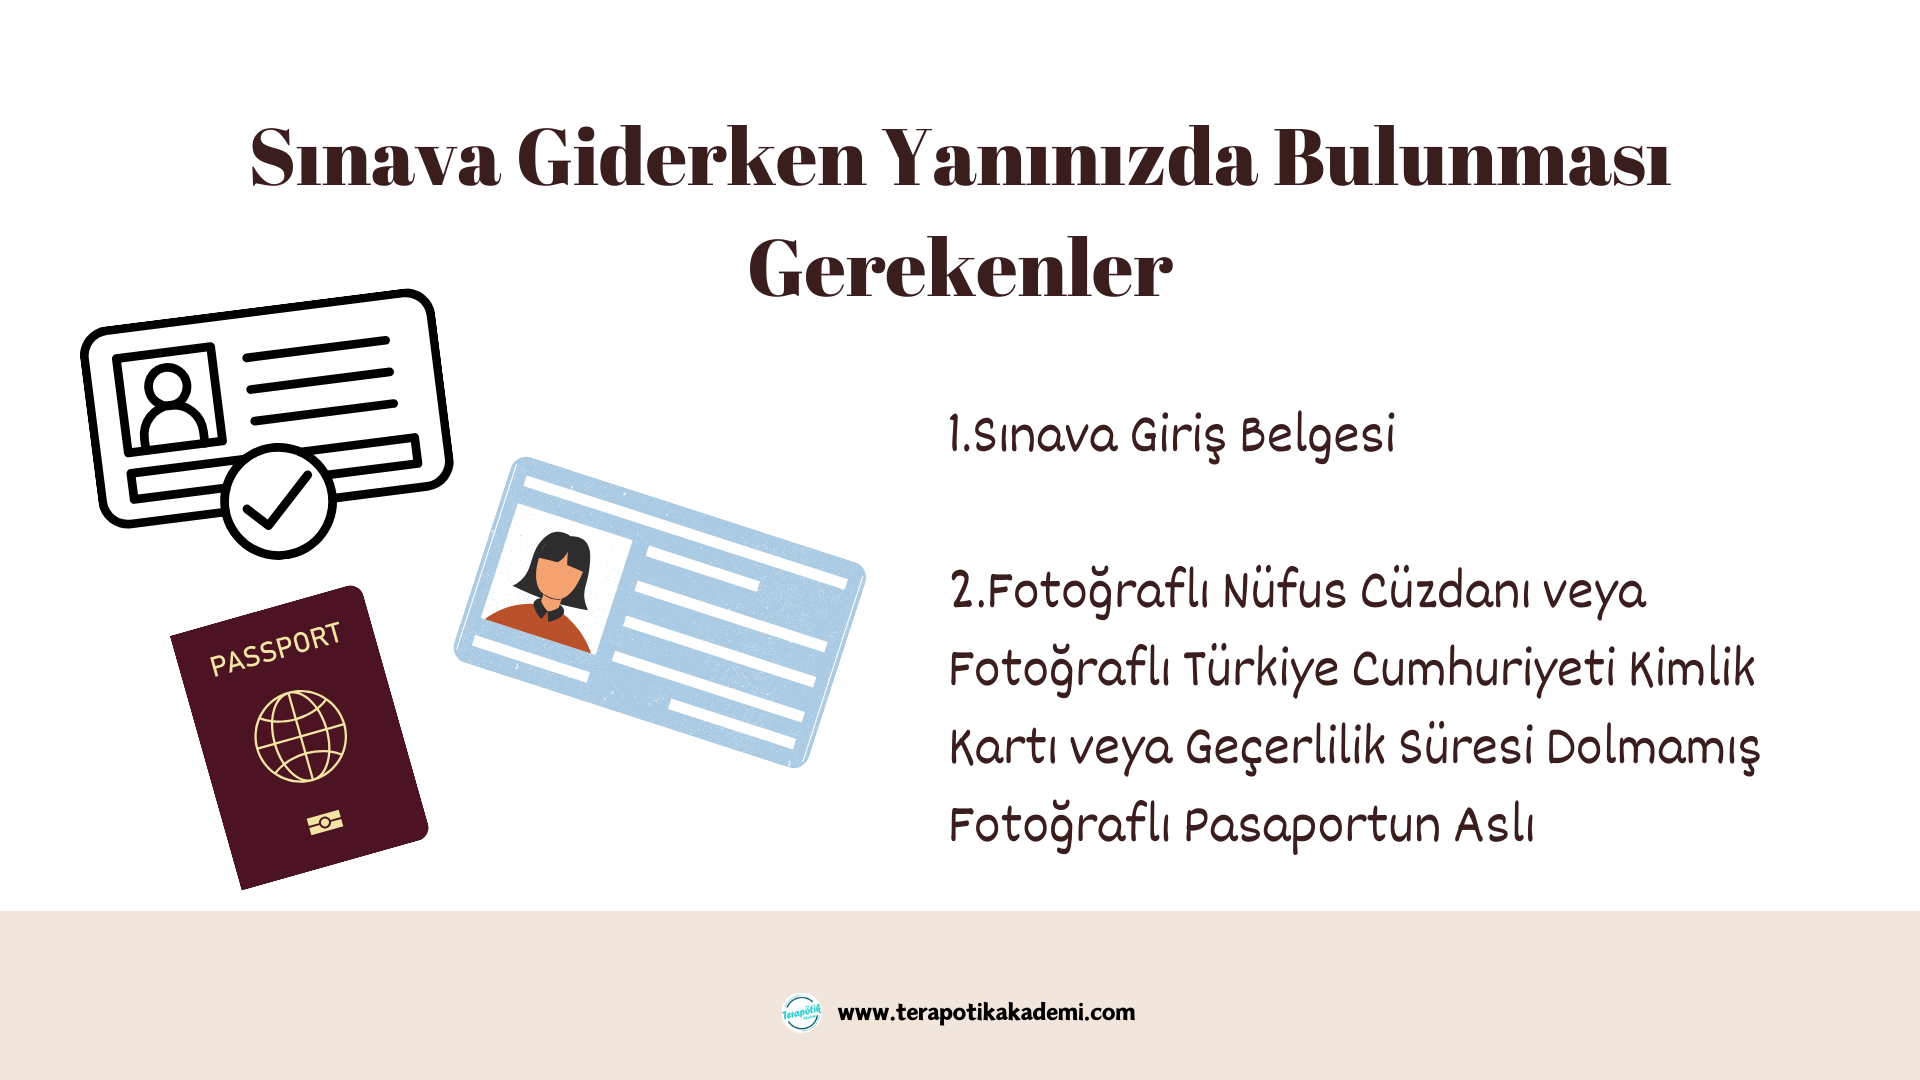 Sınava Giderken Yanınızda Bulunması
Gerekenler
1.Sınava Giriş Belgesi
2.Fotoğraflı Nüfus Cüzdanı veya
Fotoğraflı Türkiye Cumhuriyeti Kimlik
Kartı veya Geçerlilik Süresi Dolmamış
Fotoğraflı Pasaportun Aslı
PASSPORT
Terapötik
www.terapotikakademi.com